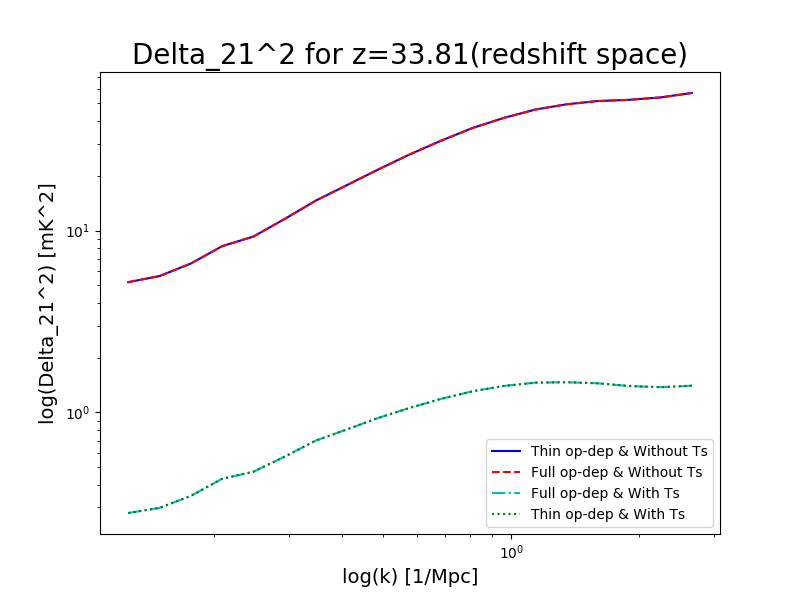 Delta_21^2 for z=33.81(redshift space)
log(Delta_21^2) [mK^2]
10^1
10^0
Thin op-dep & Without Ts
Full op-dep & Without Ts
Full op-dep & With Ts
Thin op-dep & With Ts
10^0
log(k) [1/Mpc]